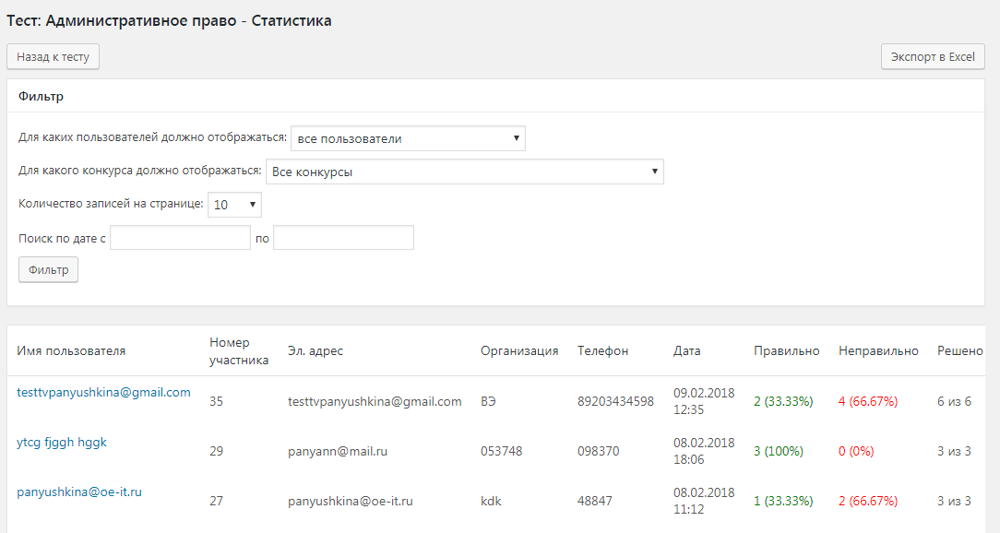 Тест: Административное право - Статистика
Назад к тесту
Экспорт в Excel
Фильтр
Для каких пользователей должно отображаться: все пользователи
Для какого конкурса должно отображаться: Все конкурсы
Количество записей на странице: 10
Поиск по дате с по
Фильтр
Имя пользователя Номер участника Эл. адрес Организация Телефон Дата Правильно Неправильно Решено
testtvpanyushkina@gmail.com 35 testtvpanyushkina@gmail.com ВЭ 89203434598 09.02.2018 12:35 2 (33.33%) 4 (66.67%) 6 из 6
ytcg fjggh hggk 29 panyann@mail.ru 053748 098370 08.02.2018 18:06 3 (100%) 0 (0%) 3 из 3
panyushkina@oe-it.ru 27 panyushkina@oe-it.ru kdk 48847 08.02.2018 11:12 1 (33.33%) 2 (66.67%) 3 из 3